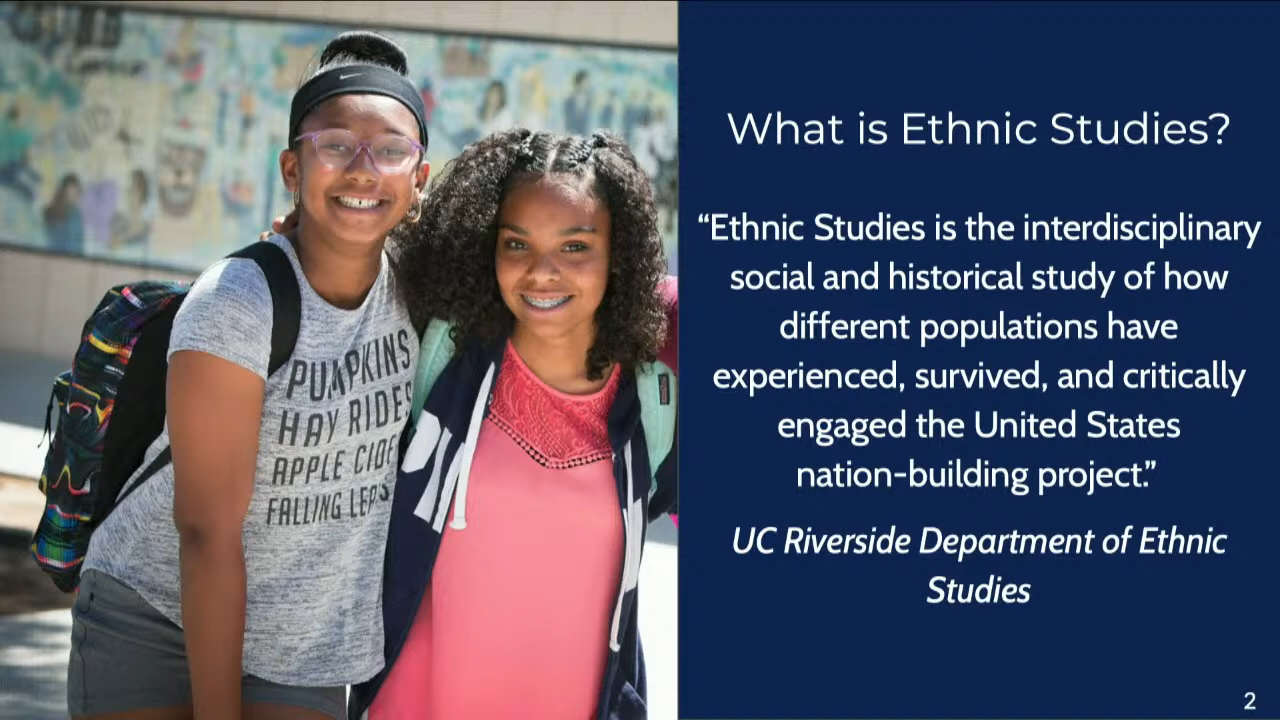 What is Ethnic Studies?
“Ethnic Studies is the interdisciplinary
social and historical study of how
different populations have
experienced, survived, and critically
engaged the United States
nation-building project.”
UC Riverside Department of Ethnic
Studies
2
PUMPKINS
HAY RIDES
APPLE CIDE
FALLING